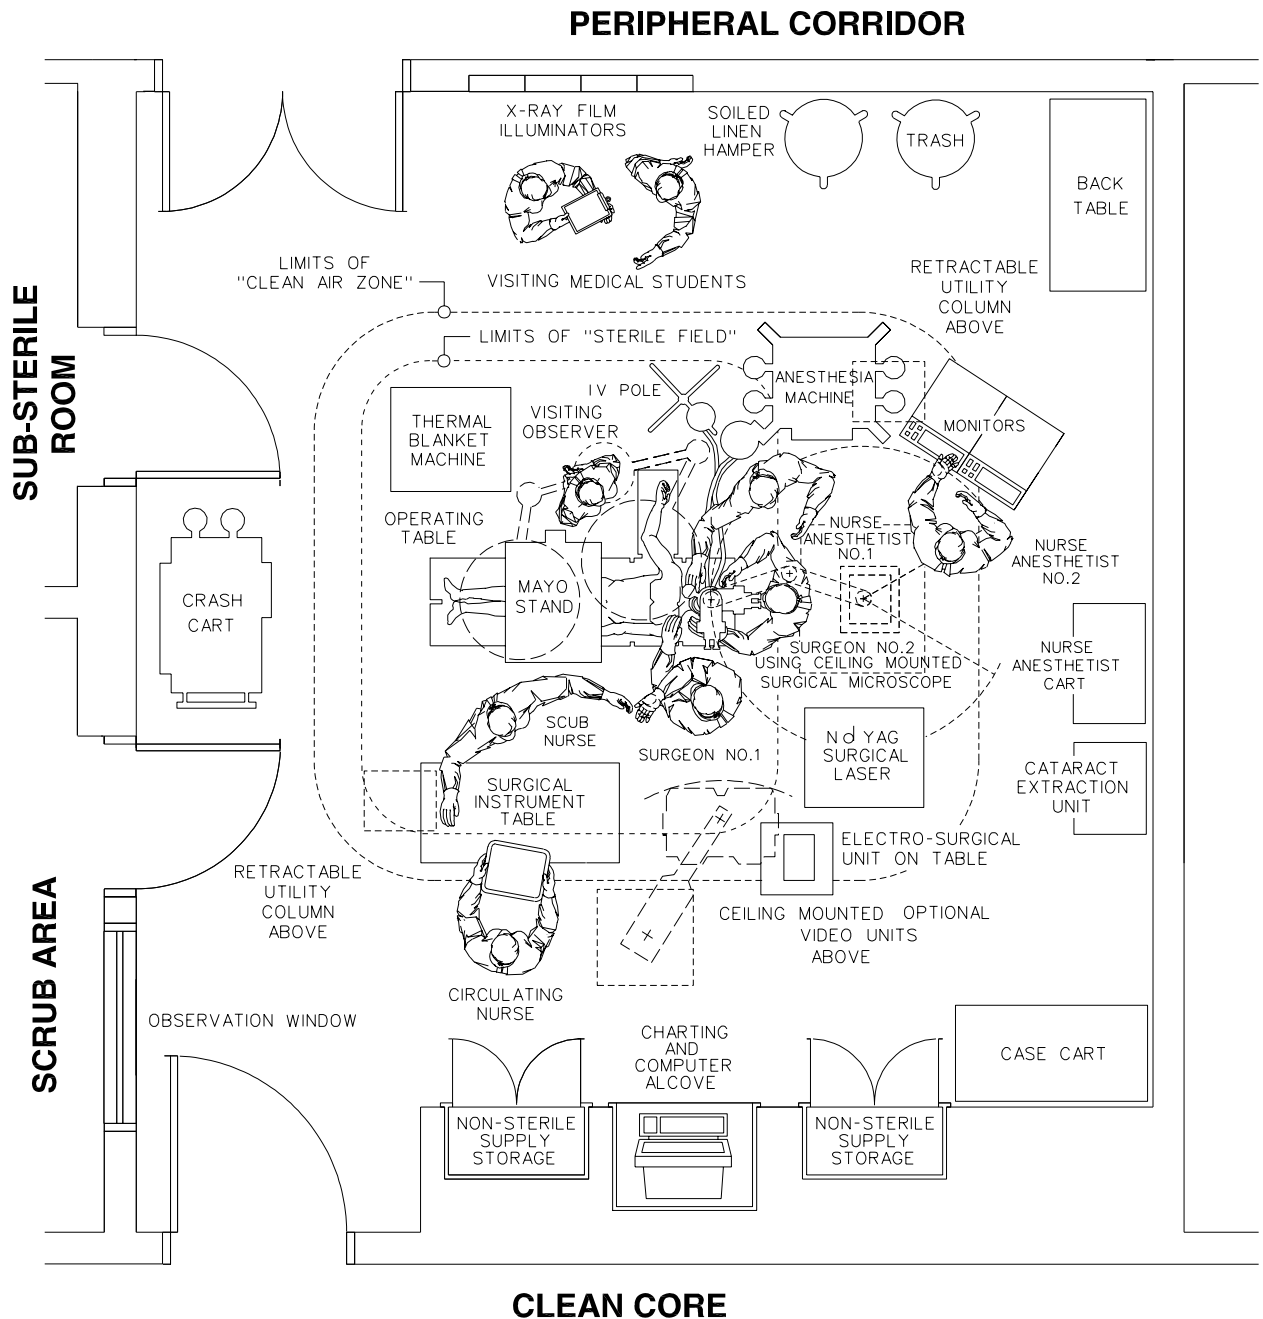 PERIPHERAL CORRIDOR
X-RAY FILM
ILLUMINATORS
SOILED
LINEN
HAMPER
TRASH
BACK
TABLE
LIMITS OF
"CLEAN AIR ZONE"
VISITING MEDICAL STUDENTS
RETRACTABLE
UTILITY
COLUMN
ABOVE
LIMITS OF "STERILE FIELD"
SUB-STERILE
ROOM
IV POLE
ANESTHESIA
MACHINE
THERMAL
BLANKET
MACHINE
VISITING
OBSERVER
MONITORS
OPERATING
TABLE
NURSE
ANESTHETIST
NO.1
NURSE
ANESTHETIST
NO.2
CRASH
CART
MAYO
STAND
SURGEON NO.2
USING CEILING MOUNTED
SURGICAL MICROSCOPE
NURSE
ANESTHETIST
CART
SCUB
NURSE
SURGEON NO.1
Nd YAG
SURGICAL
LASER
SURGICAL
INSTRUMENT
TABLE
CATARACT
EXTRACTION
UNIT
ELECTRO-SURGICAL
UNIT ON TABLE
RETRACTABLE
UTILITY
COLUMN
ABOVE
CEILING MOUNTED OPTIONAL
VIDEO UNITS
ABOVE
SCRUB AREA
CIRCULATING
NURSE
OBSERVATION WINDOW
CHARTING
AND
COMPUTER
ALCOVE
CASE CART
NON-STERILE
SUPPLY
STORAGE
NON-STERILE
SUPPLY
STORAGE
CLEAN CORE